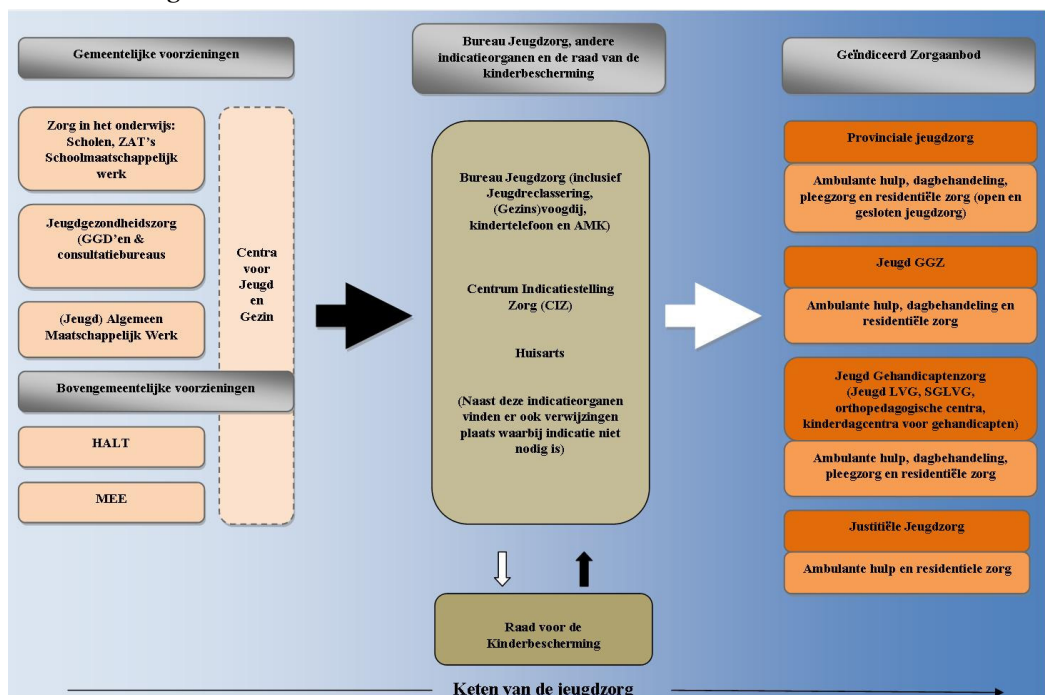 Gemeentelijke voorzieningen
Zorg in het onderwijs:
Scholen, ZAT's
Schoolmaatschappelijk
werk
Jeugdgezondheidszorg
(GGD'en &
consultatiebureaus
(Jeugd) Algemeen
Maatschappelijk Werk
Bovengemeentelijke voorzieningen
HALT
MEE
Centra
voor
Jeugd
en
Gezin
Bureau Jeugdzorg, andere
indicatieorganen en de raad van de
kinderbescherming
Bureau Jeugdzorg (inclusief
Jeugdreclassering,
(Gezins)voogdij,
kindertelefoon en AMK)
Centrum Indicatiestelling
Zorg (CIZ)
Huisarts
(Naast deze indicatieorganen
vinden er ook verwijzingen
plaats waarbij indicatie niet
nodig is)
Raad voor de
Kinderbescherming
Geïndiceerd Zorgaanbod
Provinciale jeugdzorg
Ambulante hulp, dagbehandeling,
pleegzorg en residentiële zorg (open en
gesloten jeugdzorg)
Jeugd GGZ
Ambulante hulp, dagbehandeling en
residentiële zorg
Jeugd Gehandicaptenzorg
(Jeugd LVG, SGLVG,
orthopedagogische centra,
kinderdagcentra voor gehandicapten)
Ambulante hulp, dagbehandeling,
pleegzorg en residentiële zorg
Justitiële Jeugdzorg
Ambulante hulp en residentiele zorg
Keten van de jeugdzorg